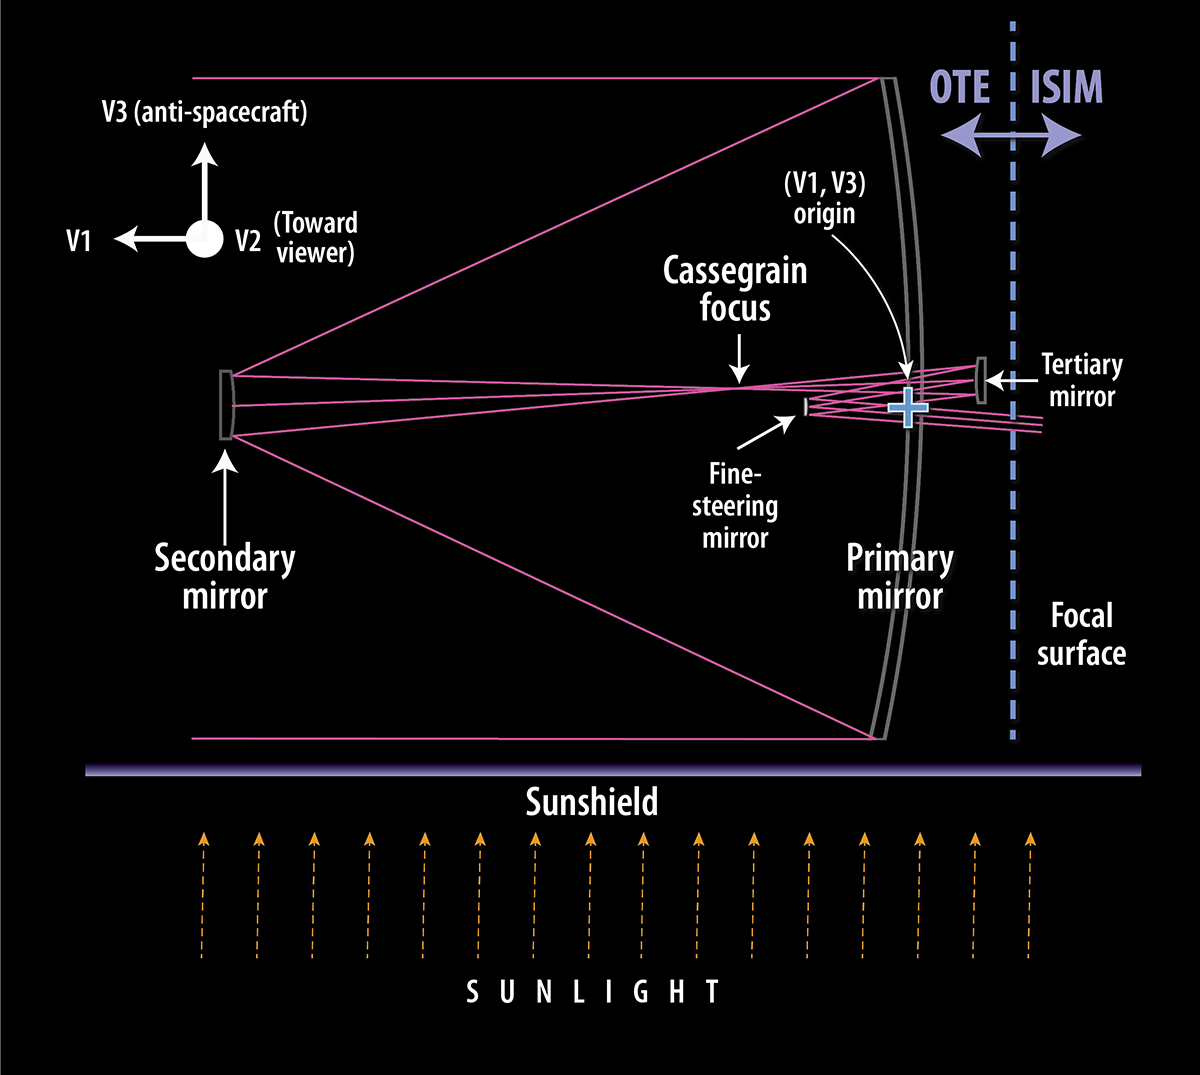 OTE ISIM
V3 (anti-spacecraft)
(V1, V3)
origin
V1
V2
(Toward
viewer)
Cassegrain
focus
Tertiary
mirror
Fine-
steering
mirror
Secondary
mirror
Primary
mirror
Focal
surface
Sunshield
SUNLIGHT